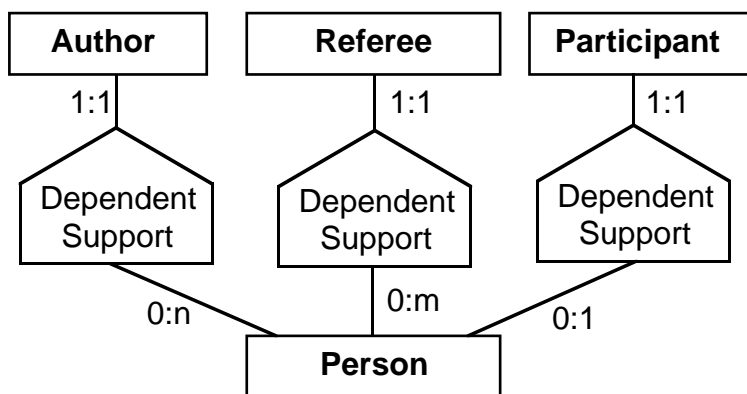 Author
Referee
Participant
1:1
1:1
1:1
Dependent
Support
Dependent
Support
Dependent
Support
0:n
0:m
0:1
Person